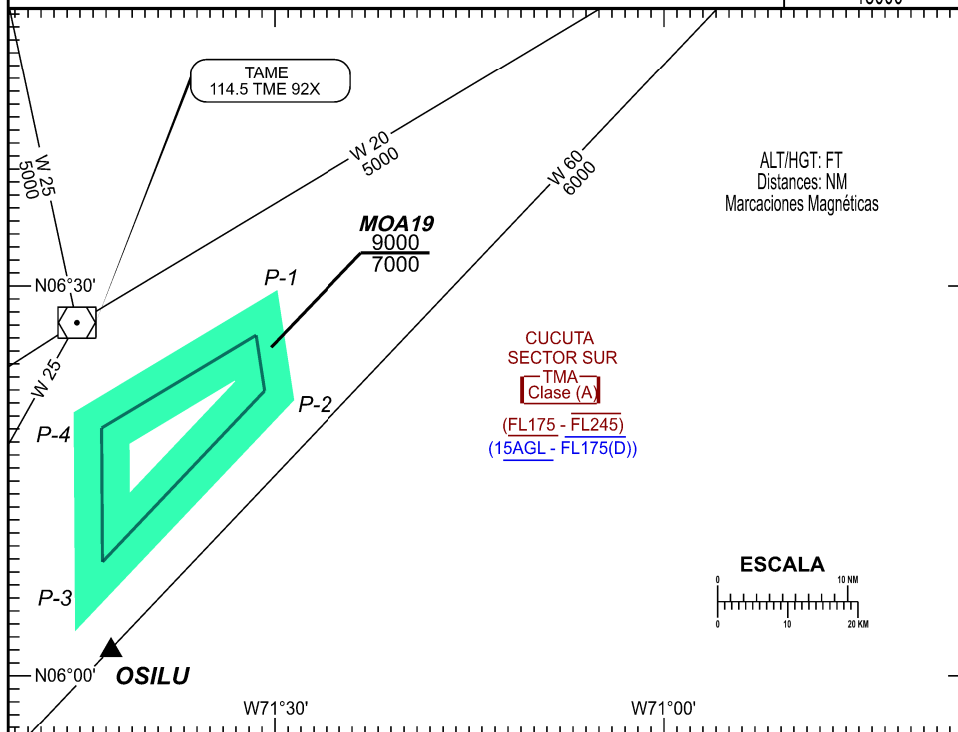 TAME
114.5 TME 92X
W 25
5000
W 20
5000
W 60
6000
ALT/HGT: FT
Distances: NM
Marcaciones Magnéticas
MOA19
9000
7000
N06°30'
P-1
CUCUTA
SECTOR SUR
TMA
Clase (A)
(FL175 - FL245)
(15AGL - FL175(D))
W 25
P-2
P-4
ESCALA
0 10 NM
0 10 20 KM
P-3
N06°00'
OSILU
W71°30'
W71°00'